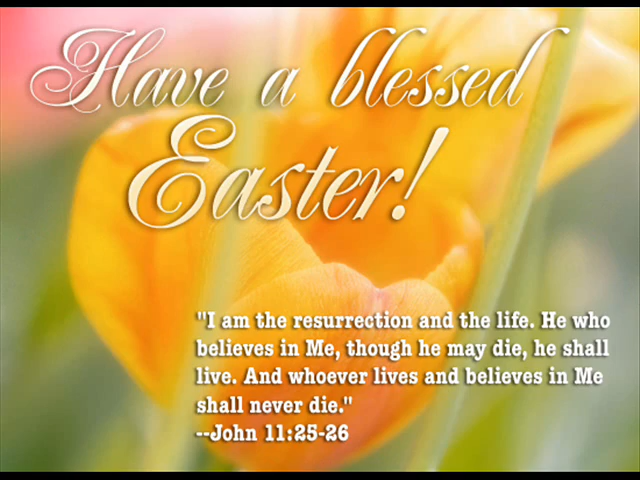 Have a blessed
Easter!
"I am the resurrection and the life. He who
believes in Me, though he may die, he shall
live. And whoever lives and believes in Me
shall never die."
--John 11:25-26